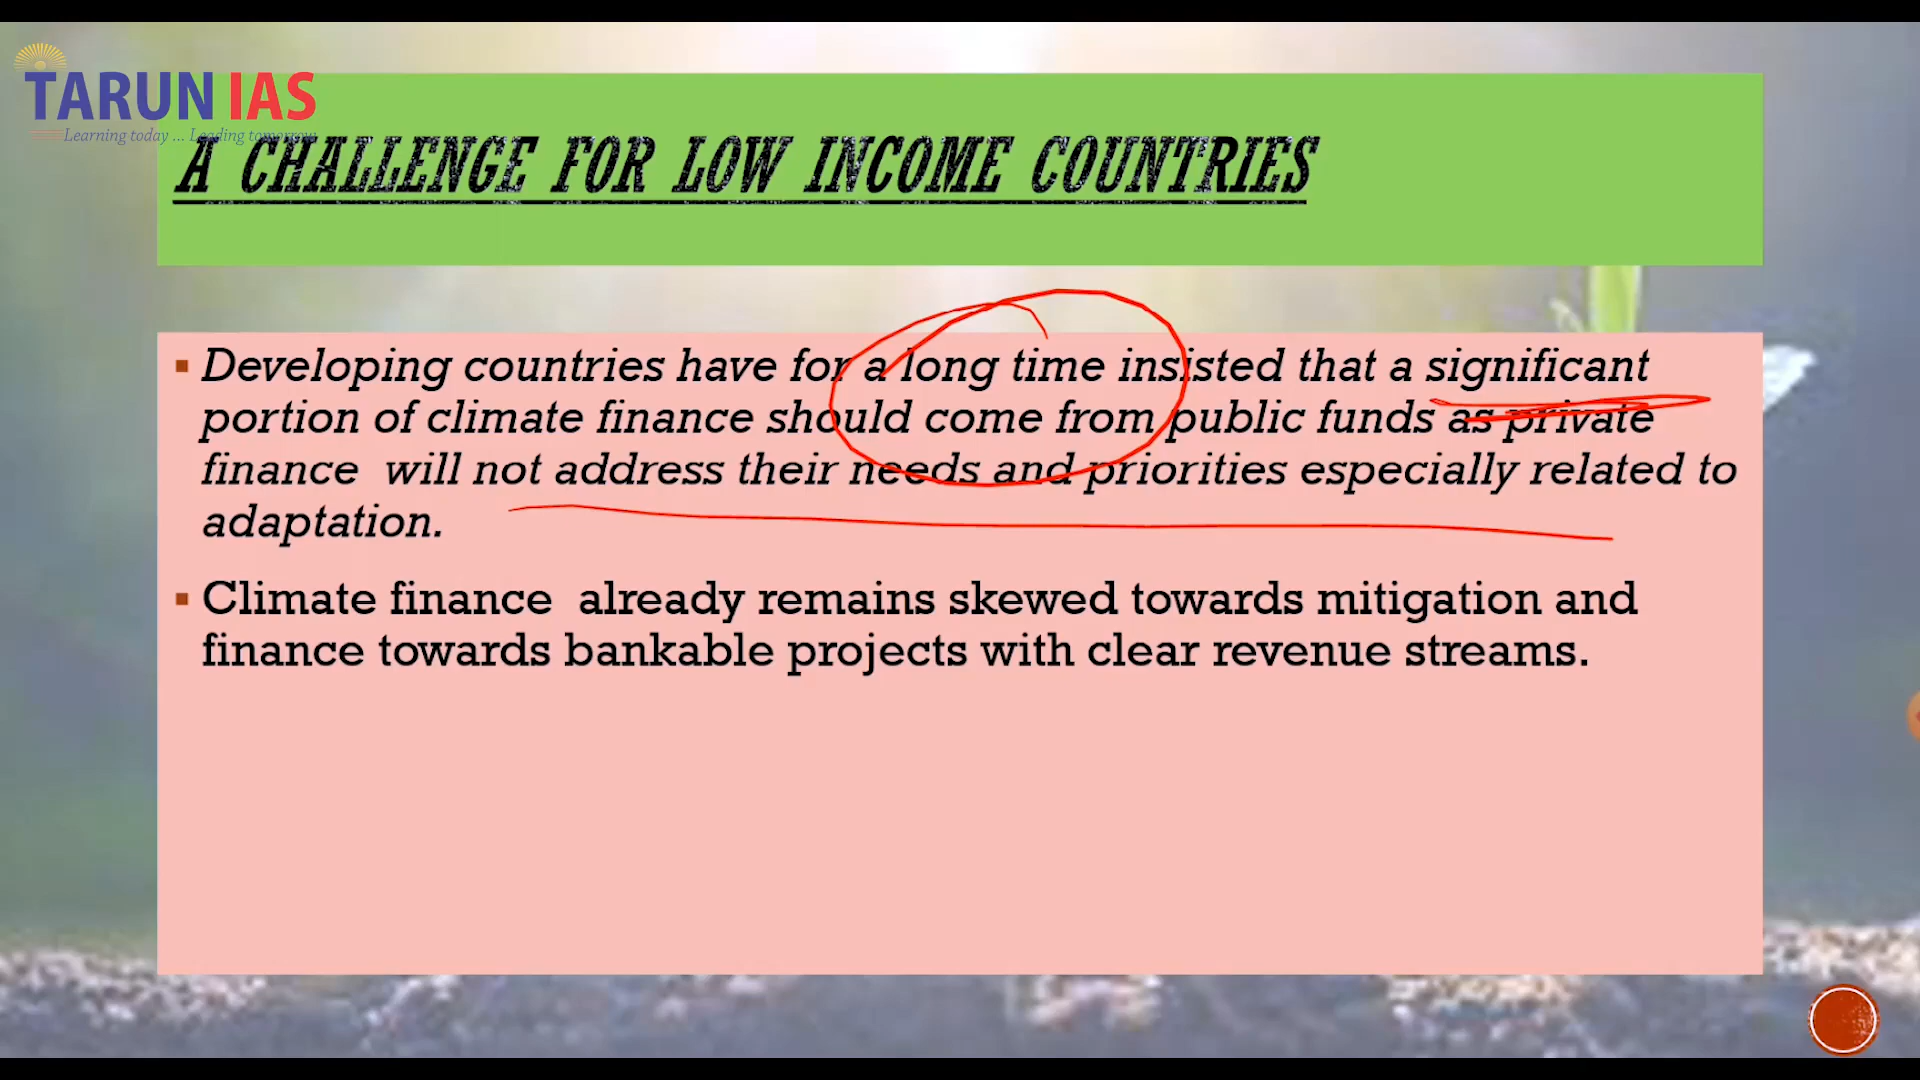 TARUN IAS
Learning today ... Leading tomorrow
A CHALLENGE FOR LOW INCOME COUNTRIES
Developing countries have for a long time insisted that a significant
portion of climate finance should come from public funds as private
finance will not address their needs and priorities especially related to
adaptation.
Climate finance already remains skewed towards mitigation and
finance towards bankable projects with clear revenue streams.